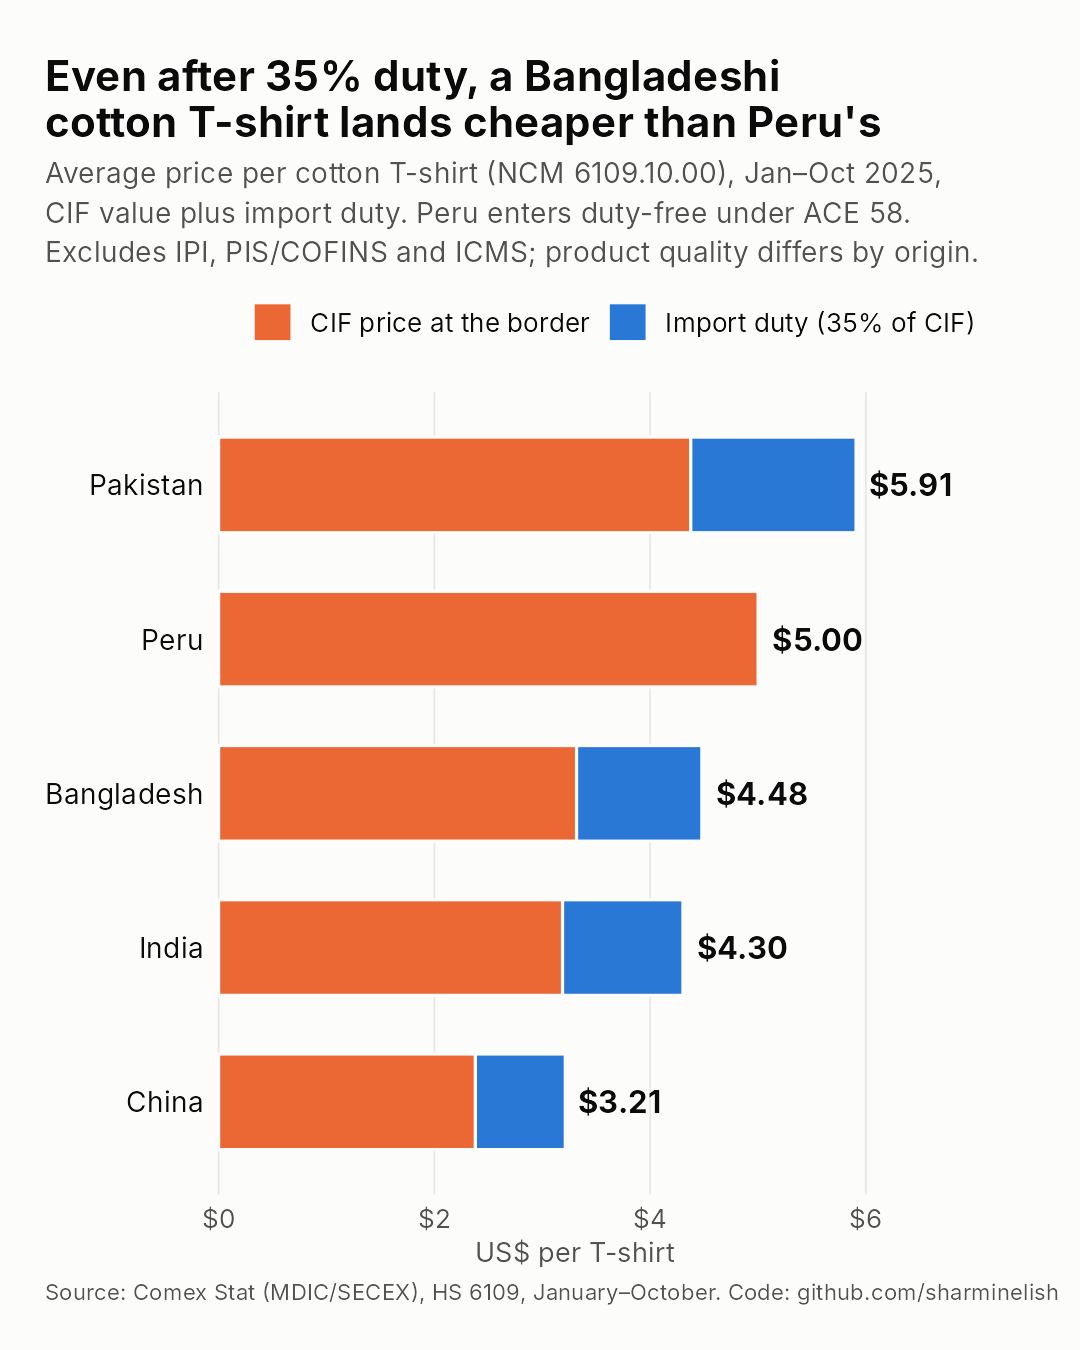 Even after 35% duty, a Bangladeshi
cotton T-shirt lands cheaper than Peru's
Average price per cotton T-shirt (NCM 6109.10.00), Jan–Oct 2025,
CIF value plus import duty. Peru enters duty-free under ACE 58.
Excludes IPI, PIS/COFINS and ICMS; product quality differs by origin.
CIF price at the border Import duty (35% of CIF)
Pakistan $5.91
Peru $5.00
Bangladesh $4.48
India $4.30
China $3.21
$0 $2 $4 $6
US$ per T-shirt
Source: Comex Stat (MDIC/SECEX), HS 6109, January–October. Code: github.com/sharminelish